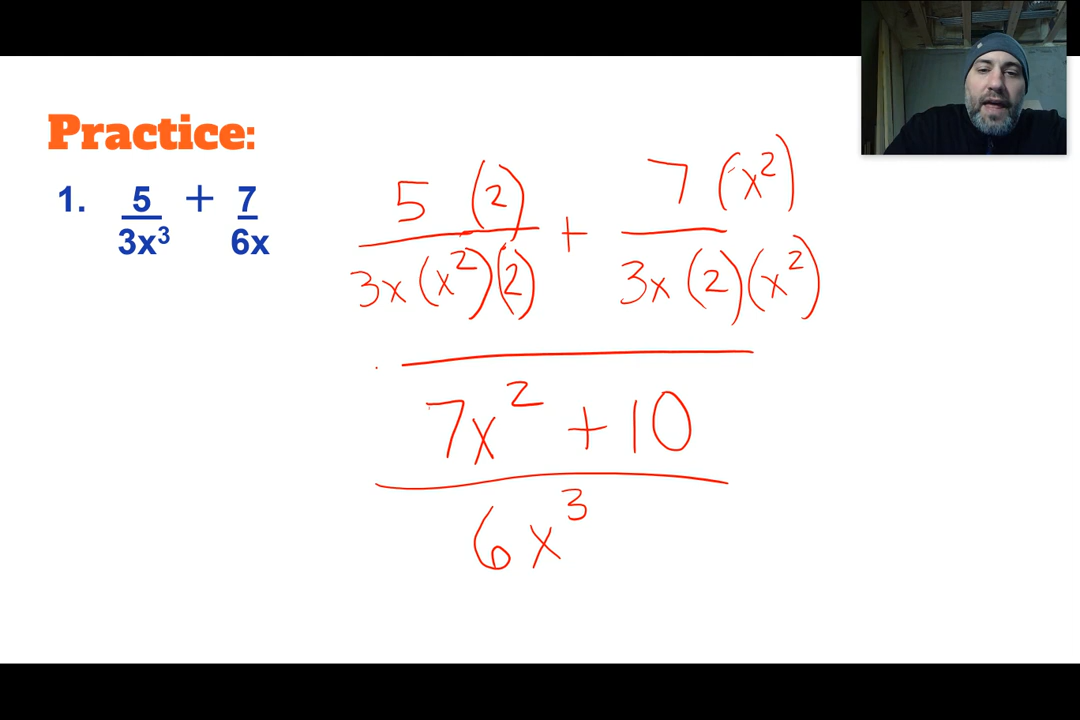 Practice:
1. 5/3x³ + 7/6x
5 (2)/3x (x²)(2) + 7 (x²)/3x (2)(x²)
7x² + 10
6x³